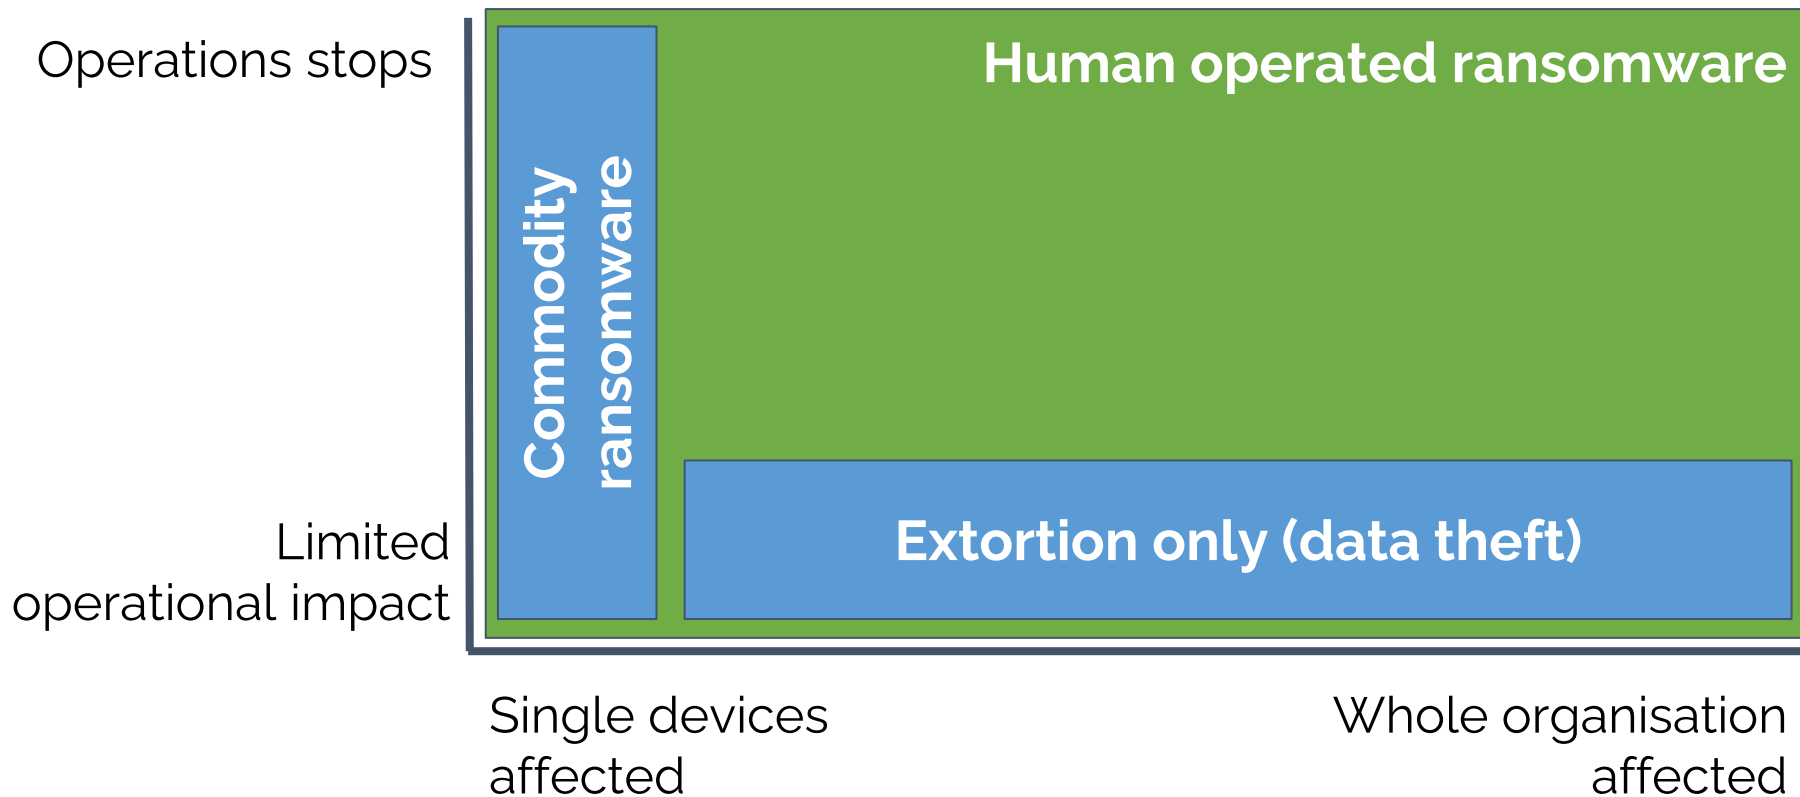 Operations stops
Human operated ransomware
Commodity
ransomware
Limited
operational impact
Extortion only (data theft)
Single devices
affected
Whole organisation
affected